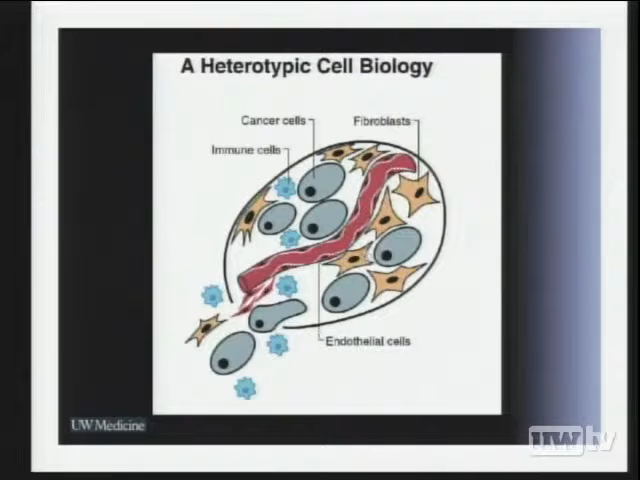 A Heterotypic Cell Biology
Cancer cells
Fibroblasts
Immune cells
Endothelial cells
UW Medicine
UW tv